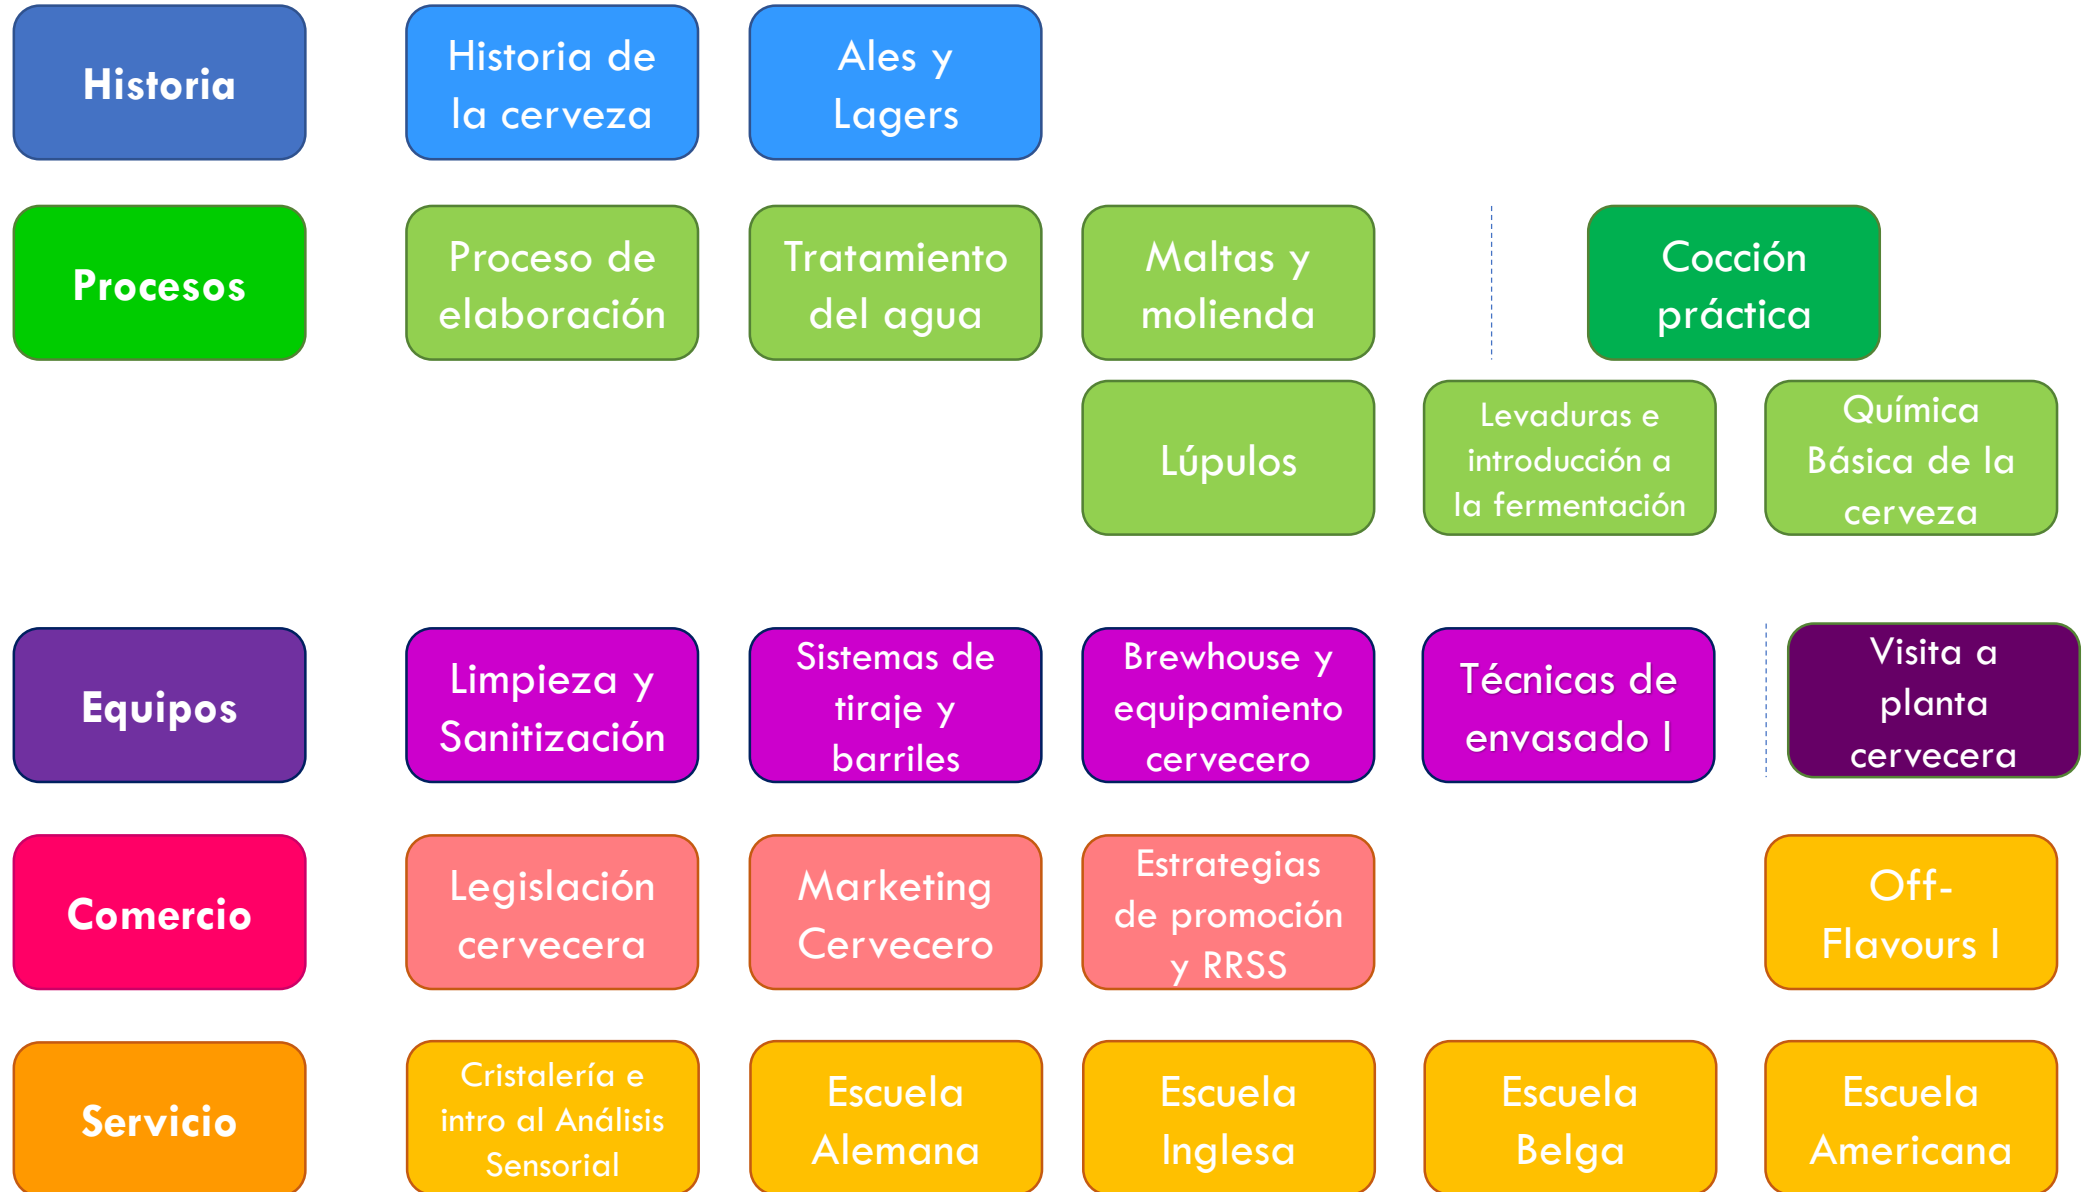 Historia
Historia de
la cerveza
Ales y
Lagers
Procesos
Proceso de
elaboración
Tratamiento
del agua
Maltas y
molienda
Cocción
práctica
Lúpulos
Levaduras e
introducción a
la fermentación
Química
Básica de la
cerveza
Equipos
Limpieza y
Sanitización
Sistemas de
tiraje y
barriles
Brewhouse y
equipamiento
cervecero
Técnicas de
envasado I
Visita a
planta
cervecera
Comercio
Legislación
cervecera
Marketing
Cervecero
Estrategias
de promoción
y RRSS
Off-
Flavours I
Servicio
Cristalería e
intro al Análisis
Sensorial
Escuela
Alemana
Escuela
Inglesa
Escuela
Belga
Escuela
Americana